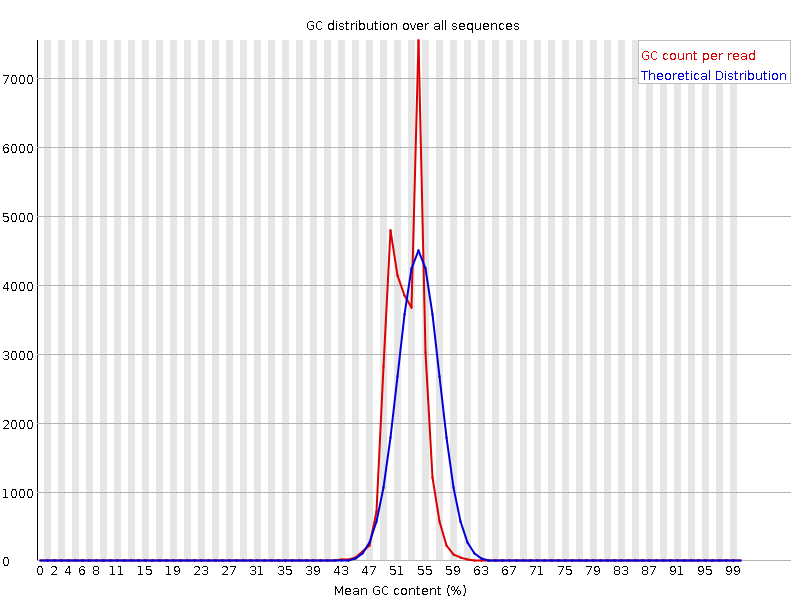 GC distribution over all sequences
GC count per read
Theoretical Distribution
7000
6000
5000
4000
3000
2000
1000
0
0 2 4 6 8 11 15 19 23 27 31 35 39 43 47 51 55 59 63 67 71 75 79 83 87 91 95 99
Mean GC content (%)